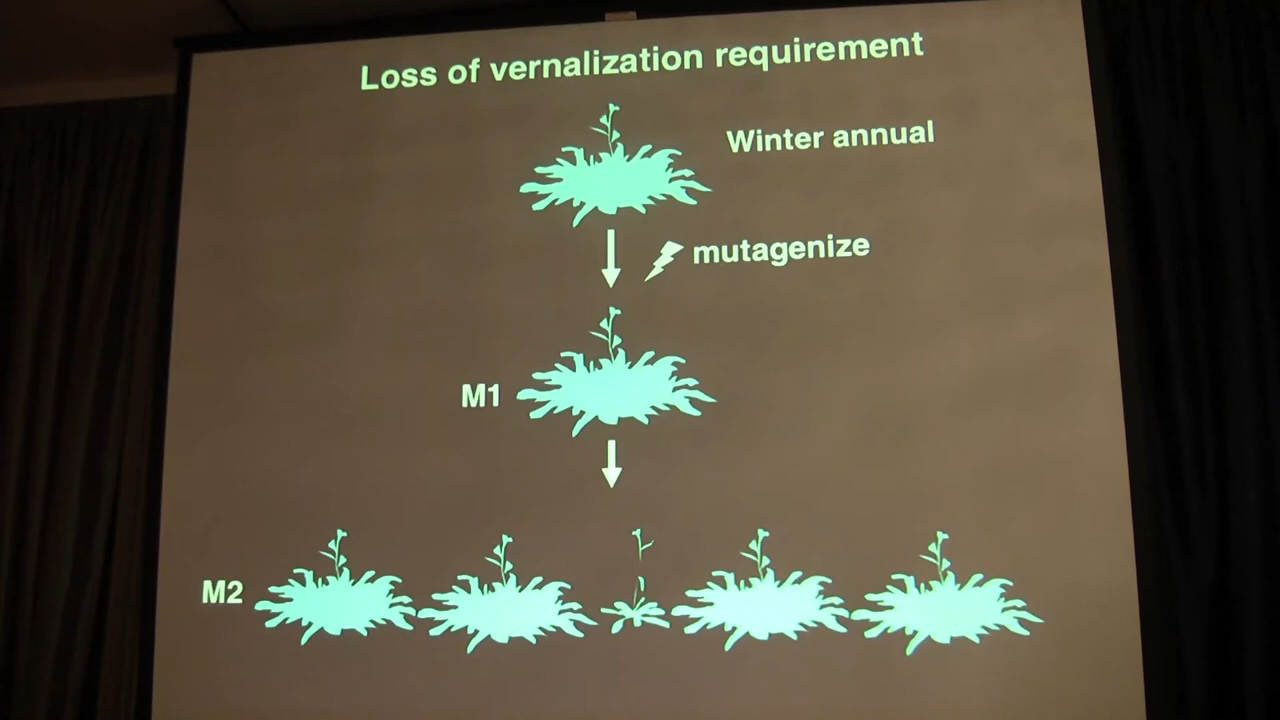 Loss of vernalization requirement
Winter annual
mutagenize
M1
M2